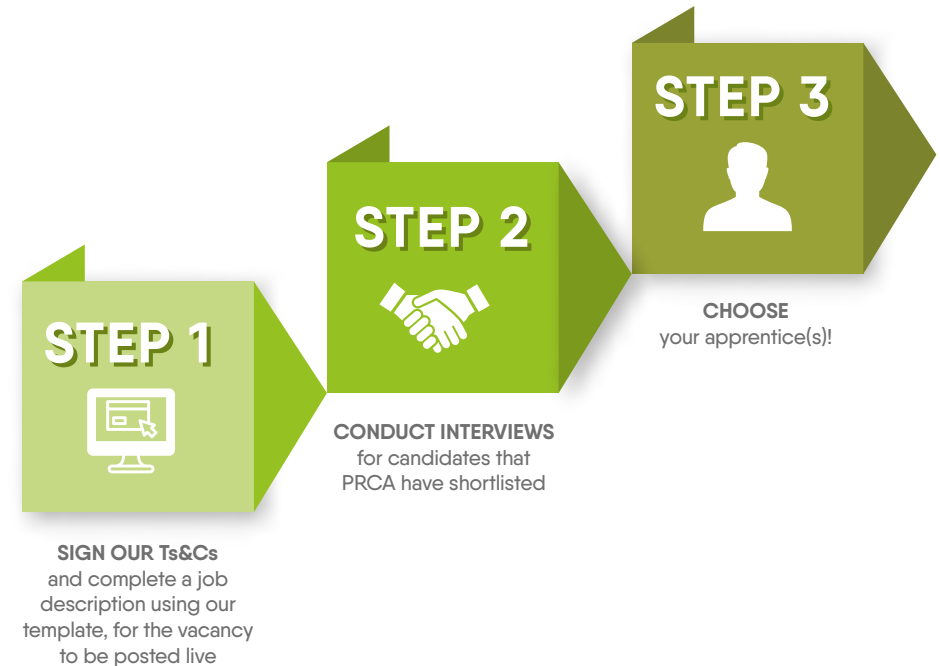 STEP 1
SIGN OUR Ts&Cs
and complete a job
description using our
template, for the vacancy
to be posted live
STEP 2
CONDUCT INTERVIEWS
for candidates that
PRCA have shortlisted
STEP 3
CHOOSE
your apprentice(s)!